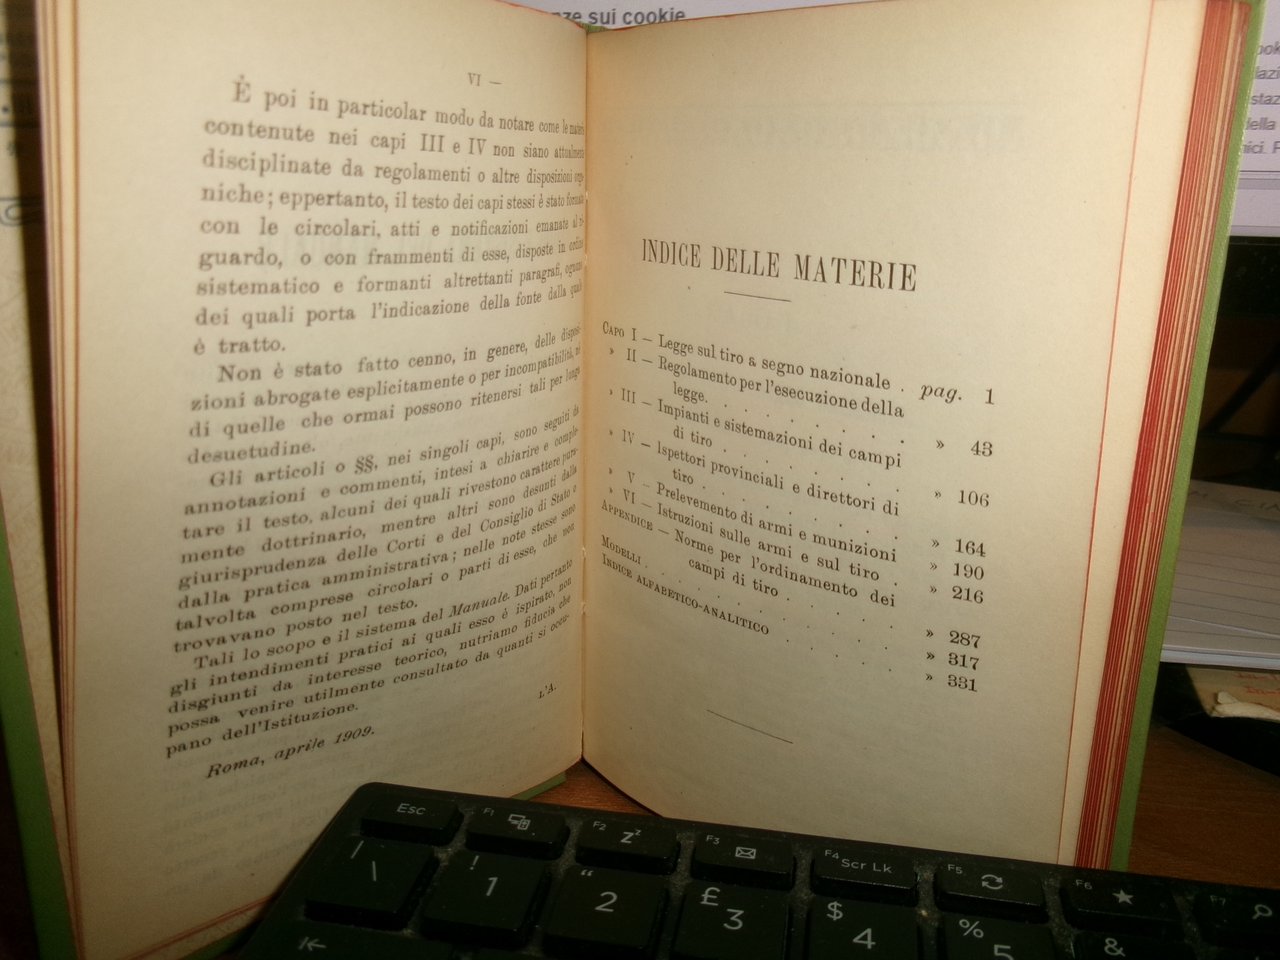 ze sui cookie
VI —
È poi in particolar modo da notare come le materie
contenute nei capi III e IV non siano attualmente
disciplinate da regolamenti o altre disposizioni orga-
niche; eppertanto, il testo dei capi stessi è stato formato
con le circolari, atti e notificazioni emanate al ri-
guardo, o con frammenti di esse, disposte in ordine
sistematico e formanti altrettanti paragrafi, ognuno
dei quali porta l'indicazione della fonte dalla quale
è tratto.
Non è stato fatto cenno, in genere, delle disposi-
zioni abrogate esplicitamente o per incompatibilità, nè
di quelle che ormai possono ritenersi tali per lunga
desuetudine.
Gli articoli o §§, nei singoli capi, sono seguiti da
annotazioni e commenti, intesi a chiarire e comple-
tare il testo, alcuni dei quali rivestono carattere pura-
mente dottrinario, mentre altri sono desunti dalla
giurisprudenza delle Corti e del Consiglio di Stato e
dalla pratica amministrativa; nelle note stesse sono
talvolta comprese circolari o parti di esse, che non
trovavano posto nel testo.
Tali lo scopo e il sistema del Manuale. Dati pertanto
gli intendimenti pratici ai quali esso è ispirato, non
disgiunti da interesse teorico, nutriamo fiducia che
possa venire utilmente consultato da quanti si occu-
pano dell'Istituzione.
L'A.
Roma, aprile 1909.
INDICE DELLE MATERIE
CAPO I — Legge sul tiro a segno nazionale . pag. 1
» II — Regolamento per l'esecuzione della
legge. . . . . . . . » 43
» III — Impianti e sistemazioni dei campi
di tiro . . . . . . . » 106
» IV — Ispettori provinciali e direttori di
tiro . . . . . . . » 164
» V — Prelevamento di armi e munizioni » 190
» VI — Istruzioni sulle armi e sul tiro . » 216
APPENDICE — Norme per l'ordinamento dei
campi di tiro . . . . . » 287
MODELLI . . . . . . . . » 317
INDICE ALFABETICO-ANALITICO . . . . » 331
Esc
F1
F2
F3
F4 Scr Lk
F5
F6
F7
| \
! 1
" 2
£ 3
$ 4
% 5
&